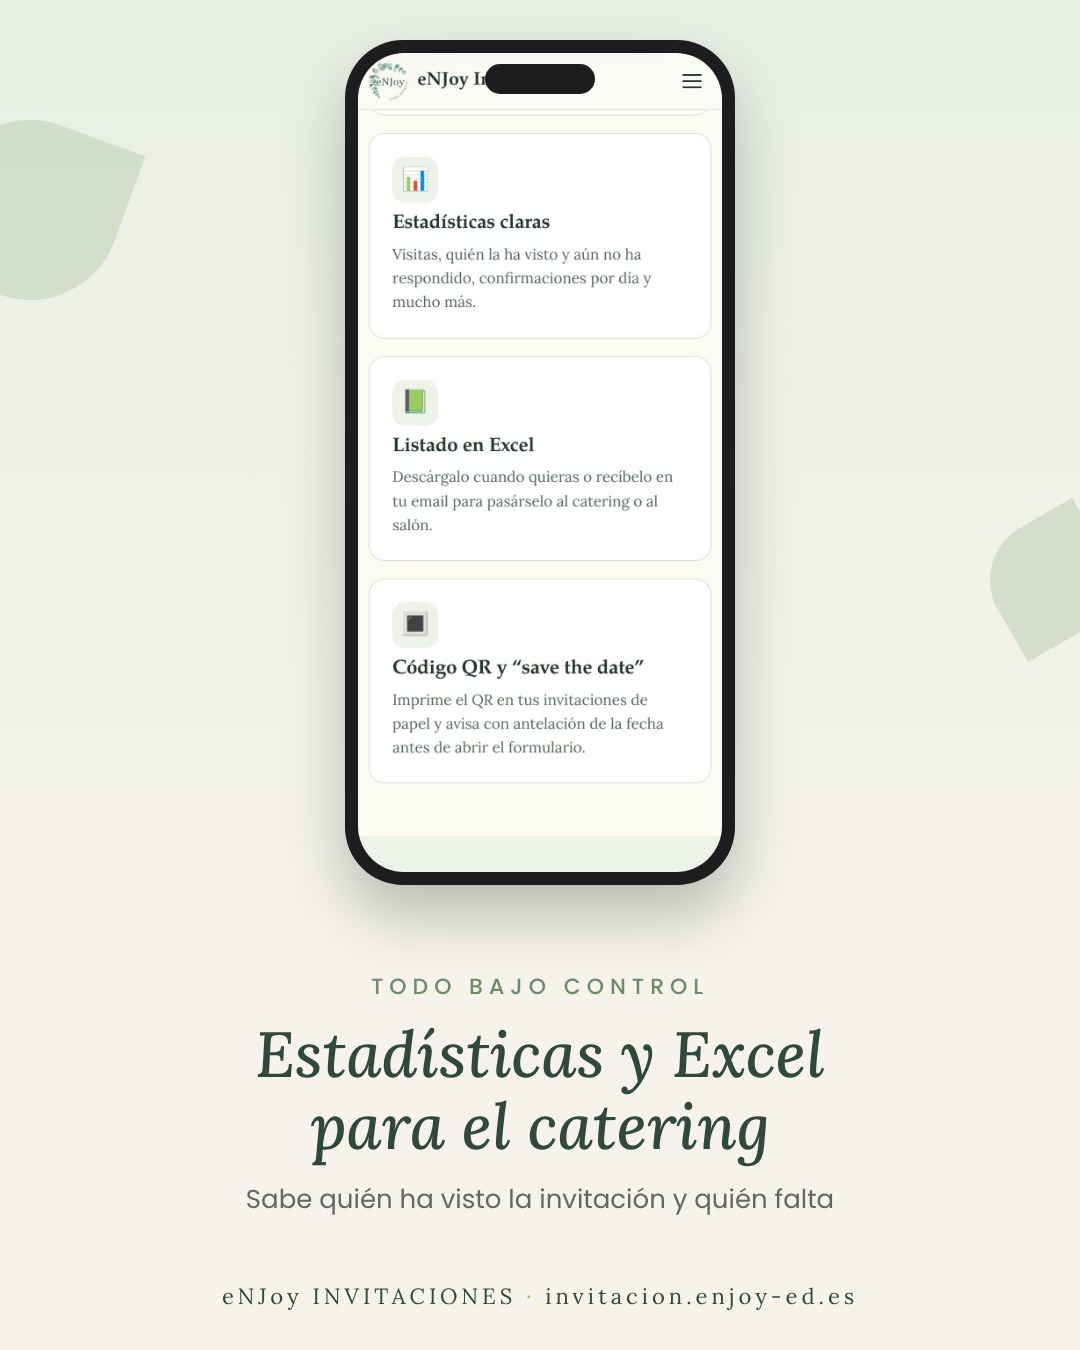 eNJoy
eNJoy
Estadísticas claras
Visitas, quién la ha visto y aún no ha
respondido, confirmaciones por día y
mucho más.
Listado en Excel
Descárgalo cuando quieras o recíbelo en
tu email para pasárselo al catering o al
salón.
Código QR y “save the date”
Imprime el QR en tus invitaciones de
papel y avisa con antelación de la fecha
antes de abrir el formulario.
TODO BAJO CONTROL
Estadísticas y Excel
para el catering
Sabe quién ha visto la invitación y quién falta
eNJoy INVITACIONES · invitacion.enjoy-ed.es